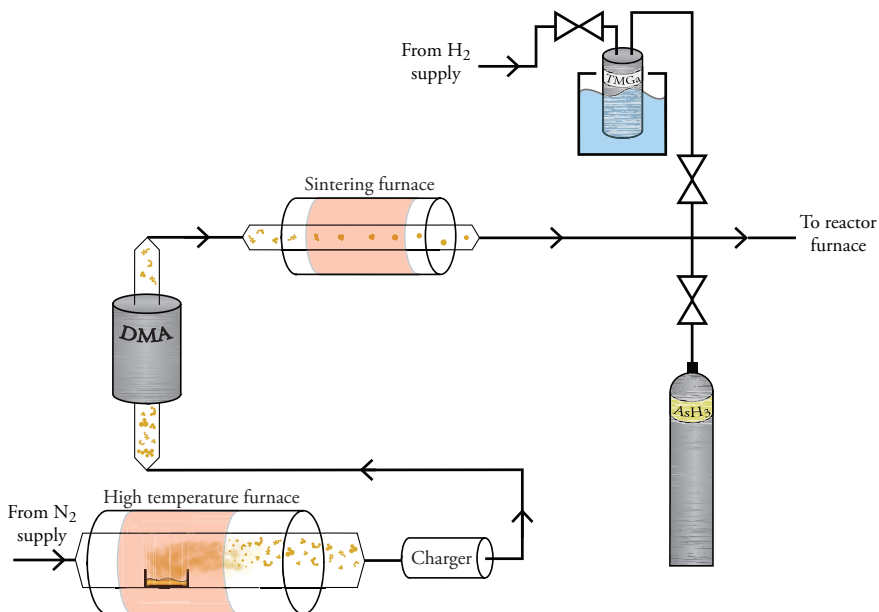 From H2
supply
TMGa
Sintering furnace
To reactor
furnace
DMA
AsH3
High temperature furnace
From N2
supply
Charger